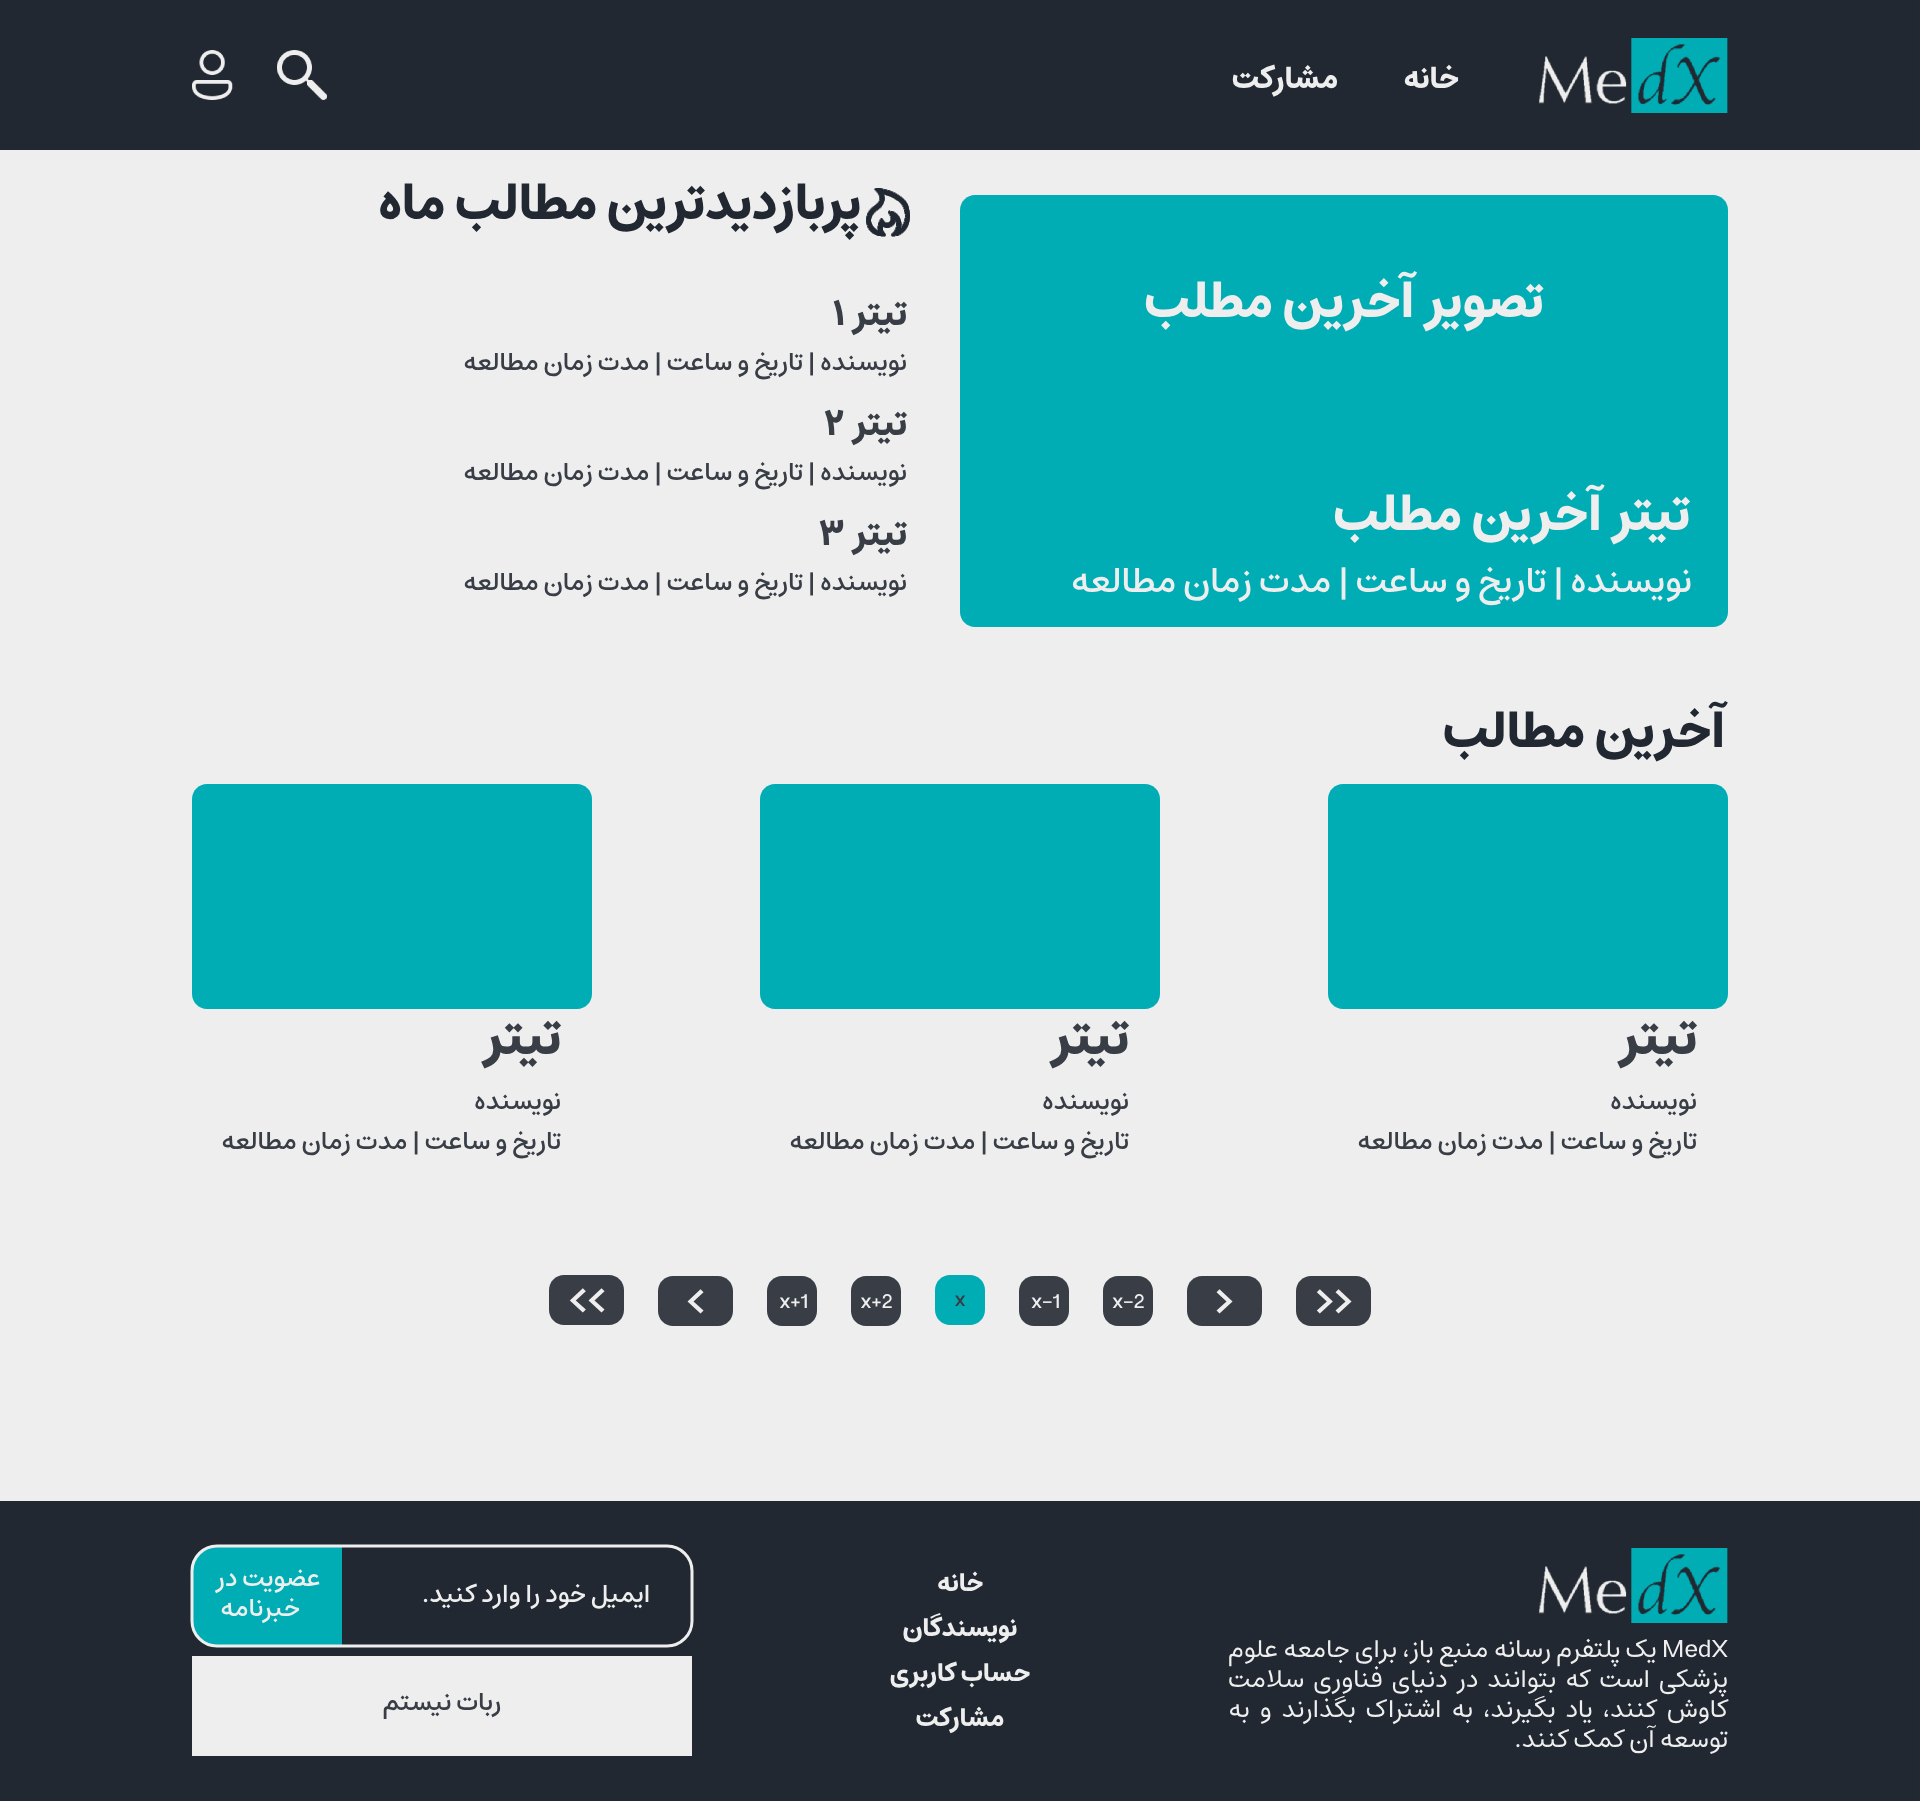 MedX
خانه
مشارکت
تصویر آخرین مطلب
تیتر آخرین مطلب
نویسنده | تاریخ و ساعت | مدت زمان مطالعه
پربازدیدترین مطالب ماه
تیتر ۱
نویسنده | تاریخ و ساعت | مدت زمان مطالعه
تیتر ۲
نویسنده | تاریخ و ساعت | مدت زمان مطالعه
تیتر ۳
نویسنده | تاریخ و ساعت | مدت زمان مطالعه
آخرین مطالب
تیتر
نویسنده
تاریخ و ساعت | مدت زمان مطالعه
تیتر
نویسنده
تاریخ و ساعت | مدت زمان مطالعه
تیتر
نویسنده
تاریخ و ساعت | مدت زمان مطالعه
x-2
x-1
x
x+2
x+1
MedX
MedX یک پلتفرم رسانه منبع باز، برای جامعه علوم
پزشکی است که بتوانند در دنیای فناوری سلامت
کاوش کنند، یاد بگیرند، به اشتراک بگذارند و به
توسعه آن کمک کنند.
خانه
نویسندگان
حساب کاربری
مشارکت
ایمیل خود را وارد کنید.
عضویت در
خبرنامه
ربات نیستم